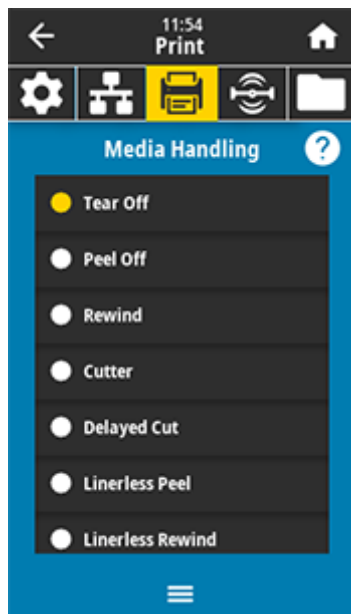 11:54
Print
Media Handling
?
Tear Off
Peel Off
Rewind
Cutter
Delayed Cut
Linerless Peel
Linerless Rewind